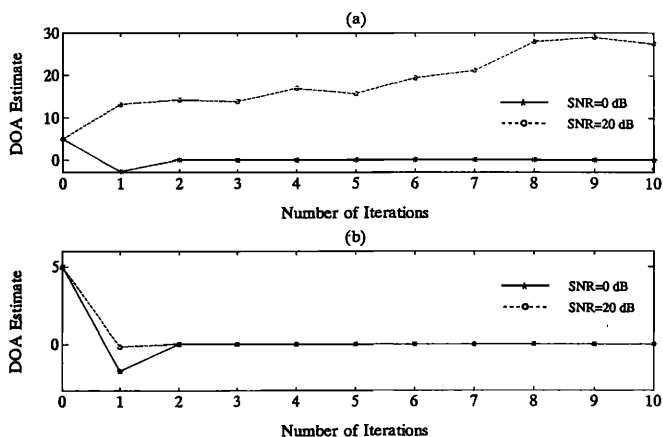 (a)
30
20
10
0
DOA Estimate
SNR=0 dB
SNR=20 dB
0 1 2 3 4 5 6 7 8 9 10
Number of Iterations
(b)
5
0
DOA Estimate
SNR=0 dB
SNR=20 dB
0 1 2 3 4 5 6 7 8 9 10
Number of Iterations